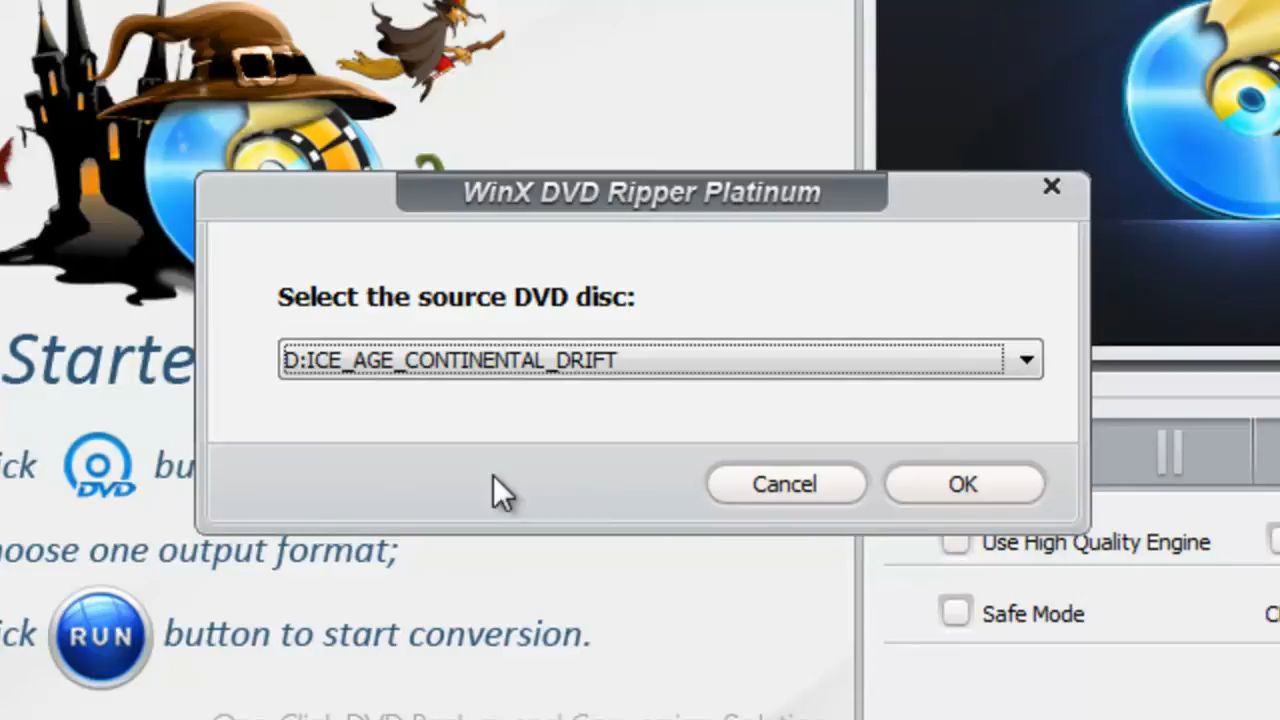 WinX DVD Ripper Platinum
Select the source DVD disc:
D:ICE_AGE_CONTINENTAL_DRIFT
Cancel OK
Starte
ick DVD bu
hoose one output format;
ick RUN button to start conversion.
Use High Quality Engine
Safe Mode